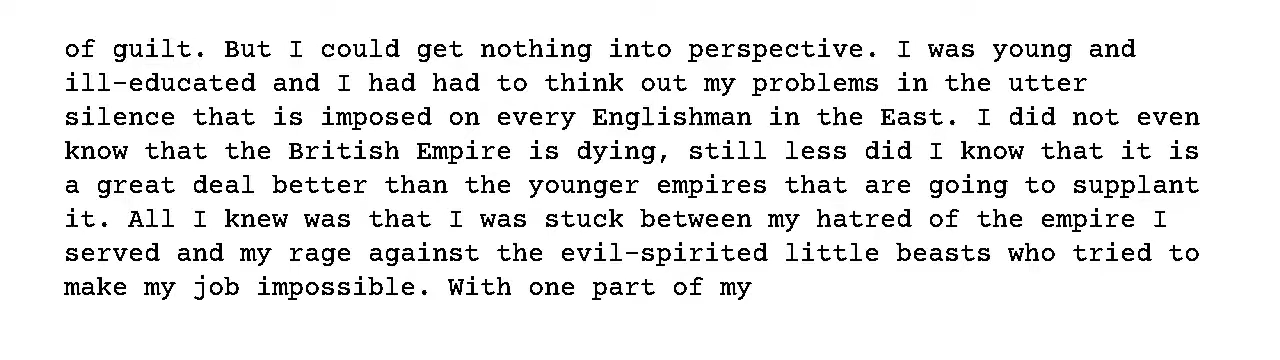 of guilt. But I could get nothing into perspective. I was young and
ill-educated and I had had to think out my problems in the utter
silence that is imposed on every Englishman in the East. I did not even
know that the British Empire is dying, still less did I know that it is
a great deal better than the younger empires that are going to supplant
it. All I knew was that I was stuck between my hatred of the empire I
served and my rage against the evil-spirited little beasts who tried to
make my job impossible. With one part of my